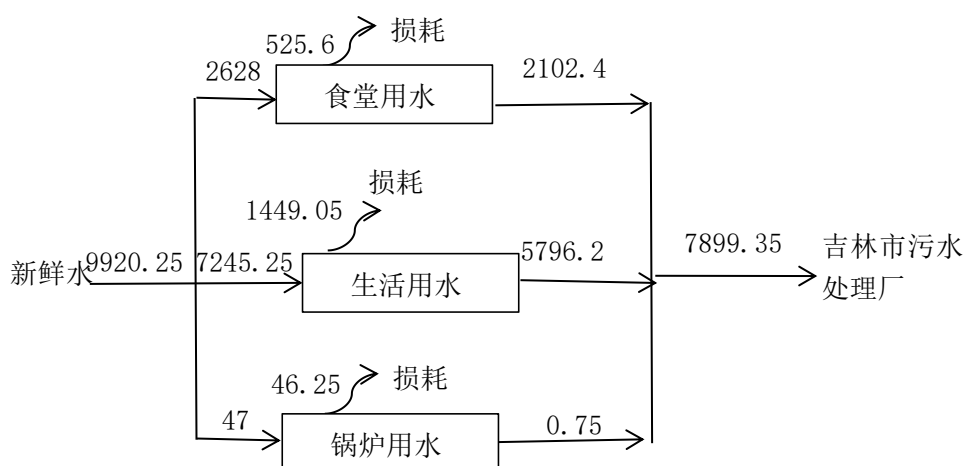 525.6 损耗
2628 2102.4
食堂用水
损耗
1449.05
新鲜水 9920.25 7245.25 5796.2 7899.35 吉林市污水
生活用水 处理厂
46.25 损耗
47 0.75
锅炉用水